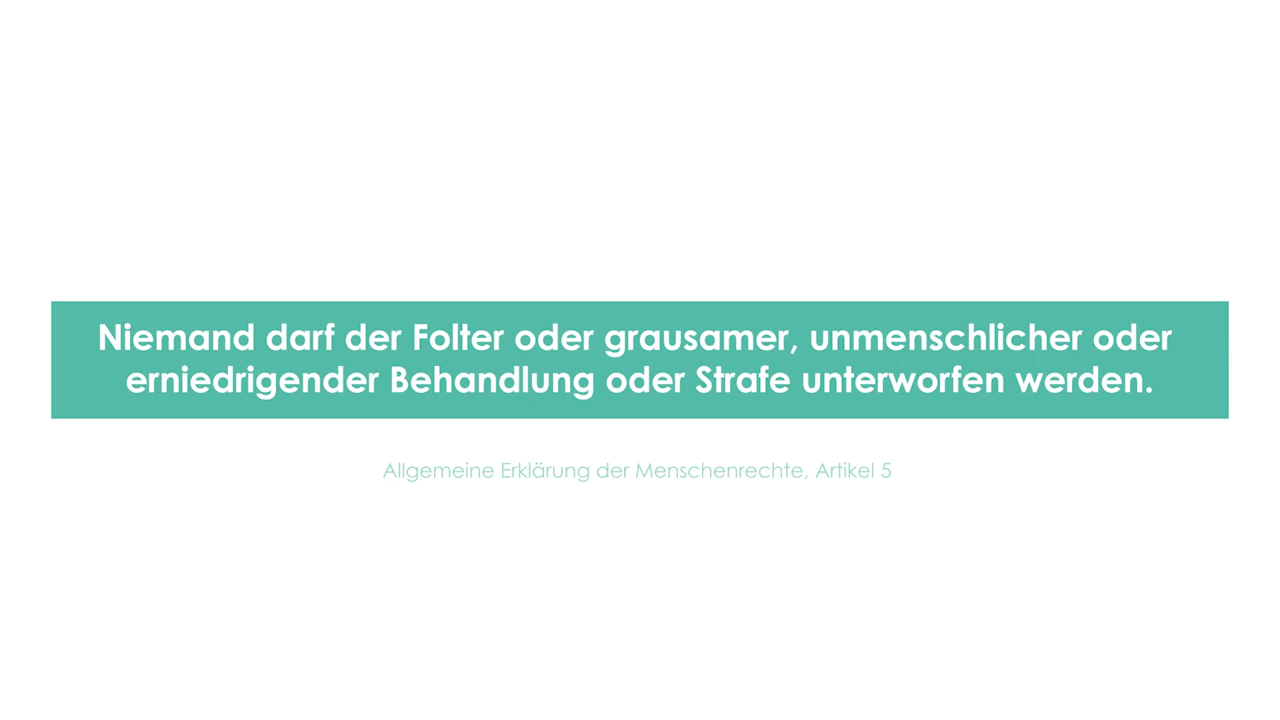 Niemand darf der Folter oder grausamer, unmenschlicher oder
erniedrigender Behandlung oder Strafe unterworfen werden.
Allgemeine Erklärung der Menschenrechte, Artikel 5